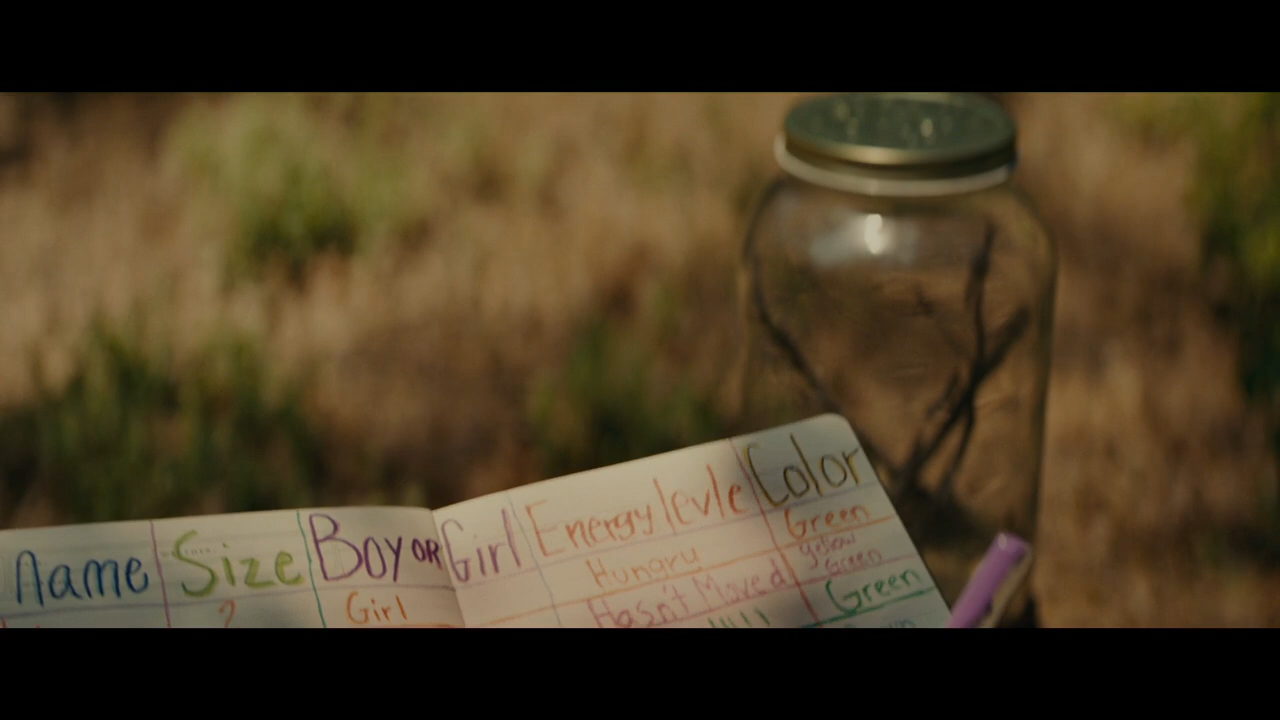 Name Size Boy OR Girl Energy levle Color
? Girl Hungry Green
Hasn't Moved Yellow Green
Green